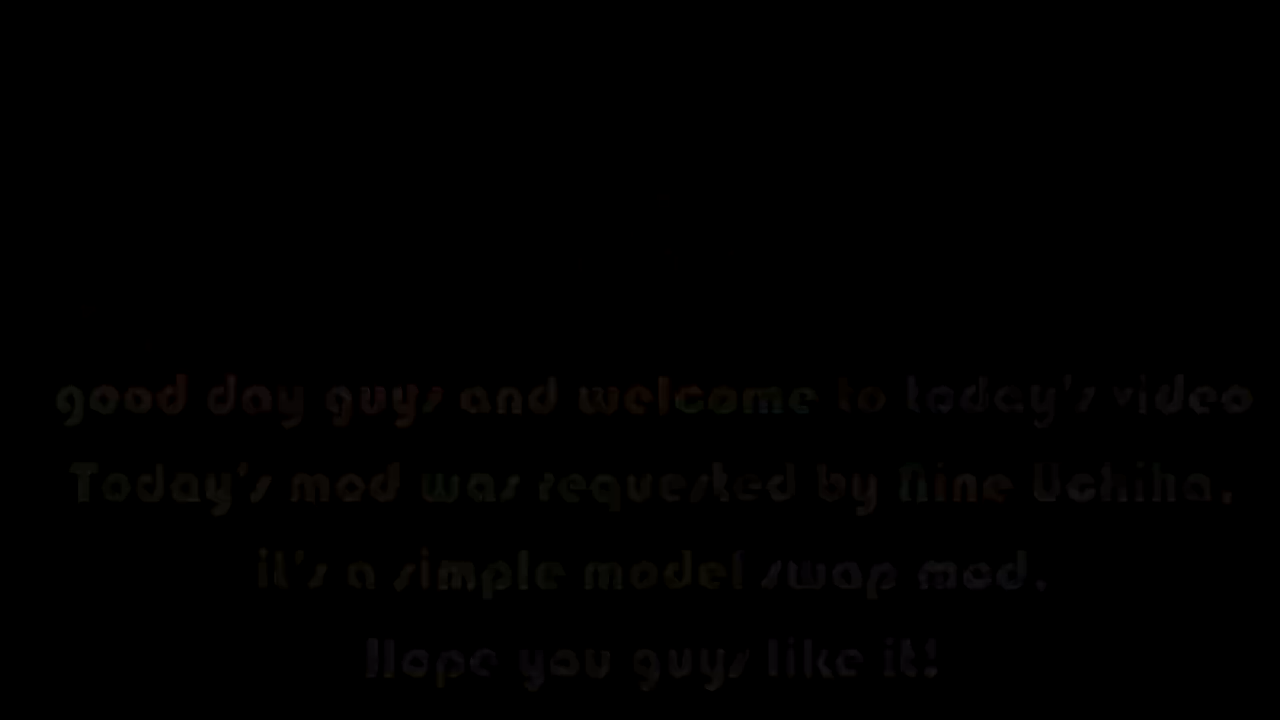 good day guys and welcome to today's video
Today's mod was requested by Nine Uchiha,
it's a simple model swap mod.
Hope you guys like it!